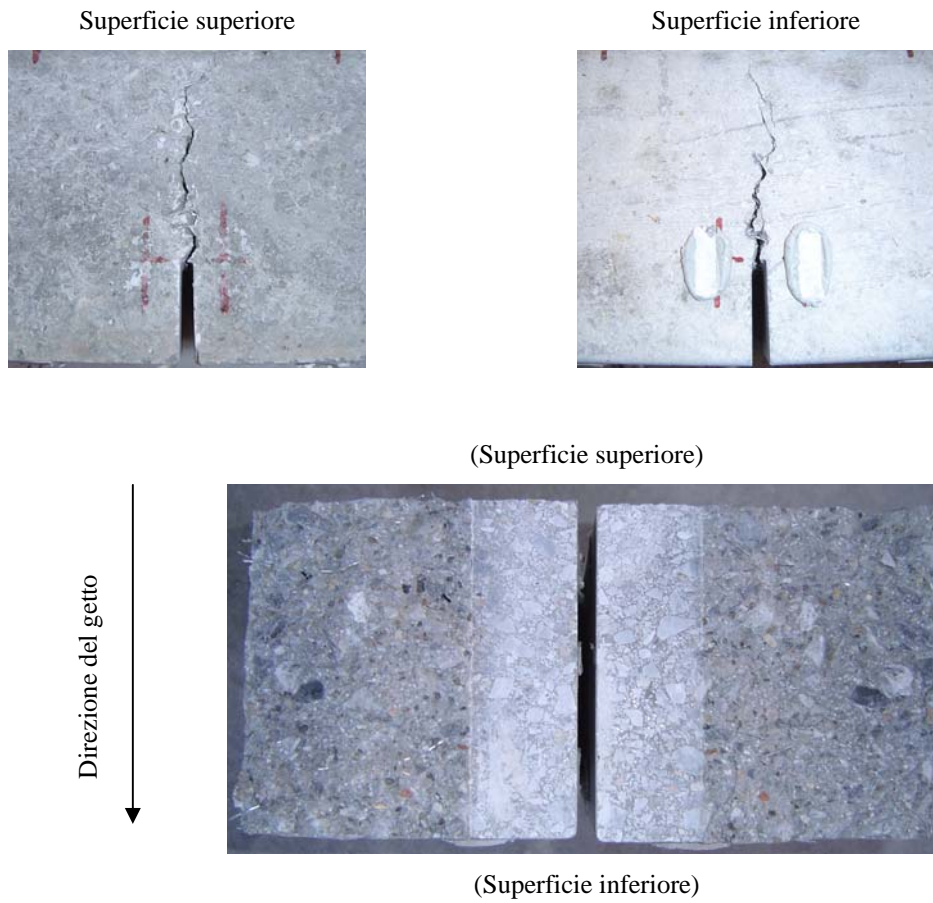 Superficie superiore
Superficie inferiore
(Superficie superiore)
Direzione del getto
(Superficie inferiore)